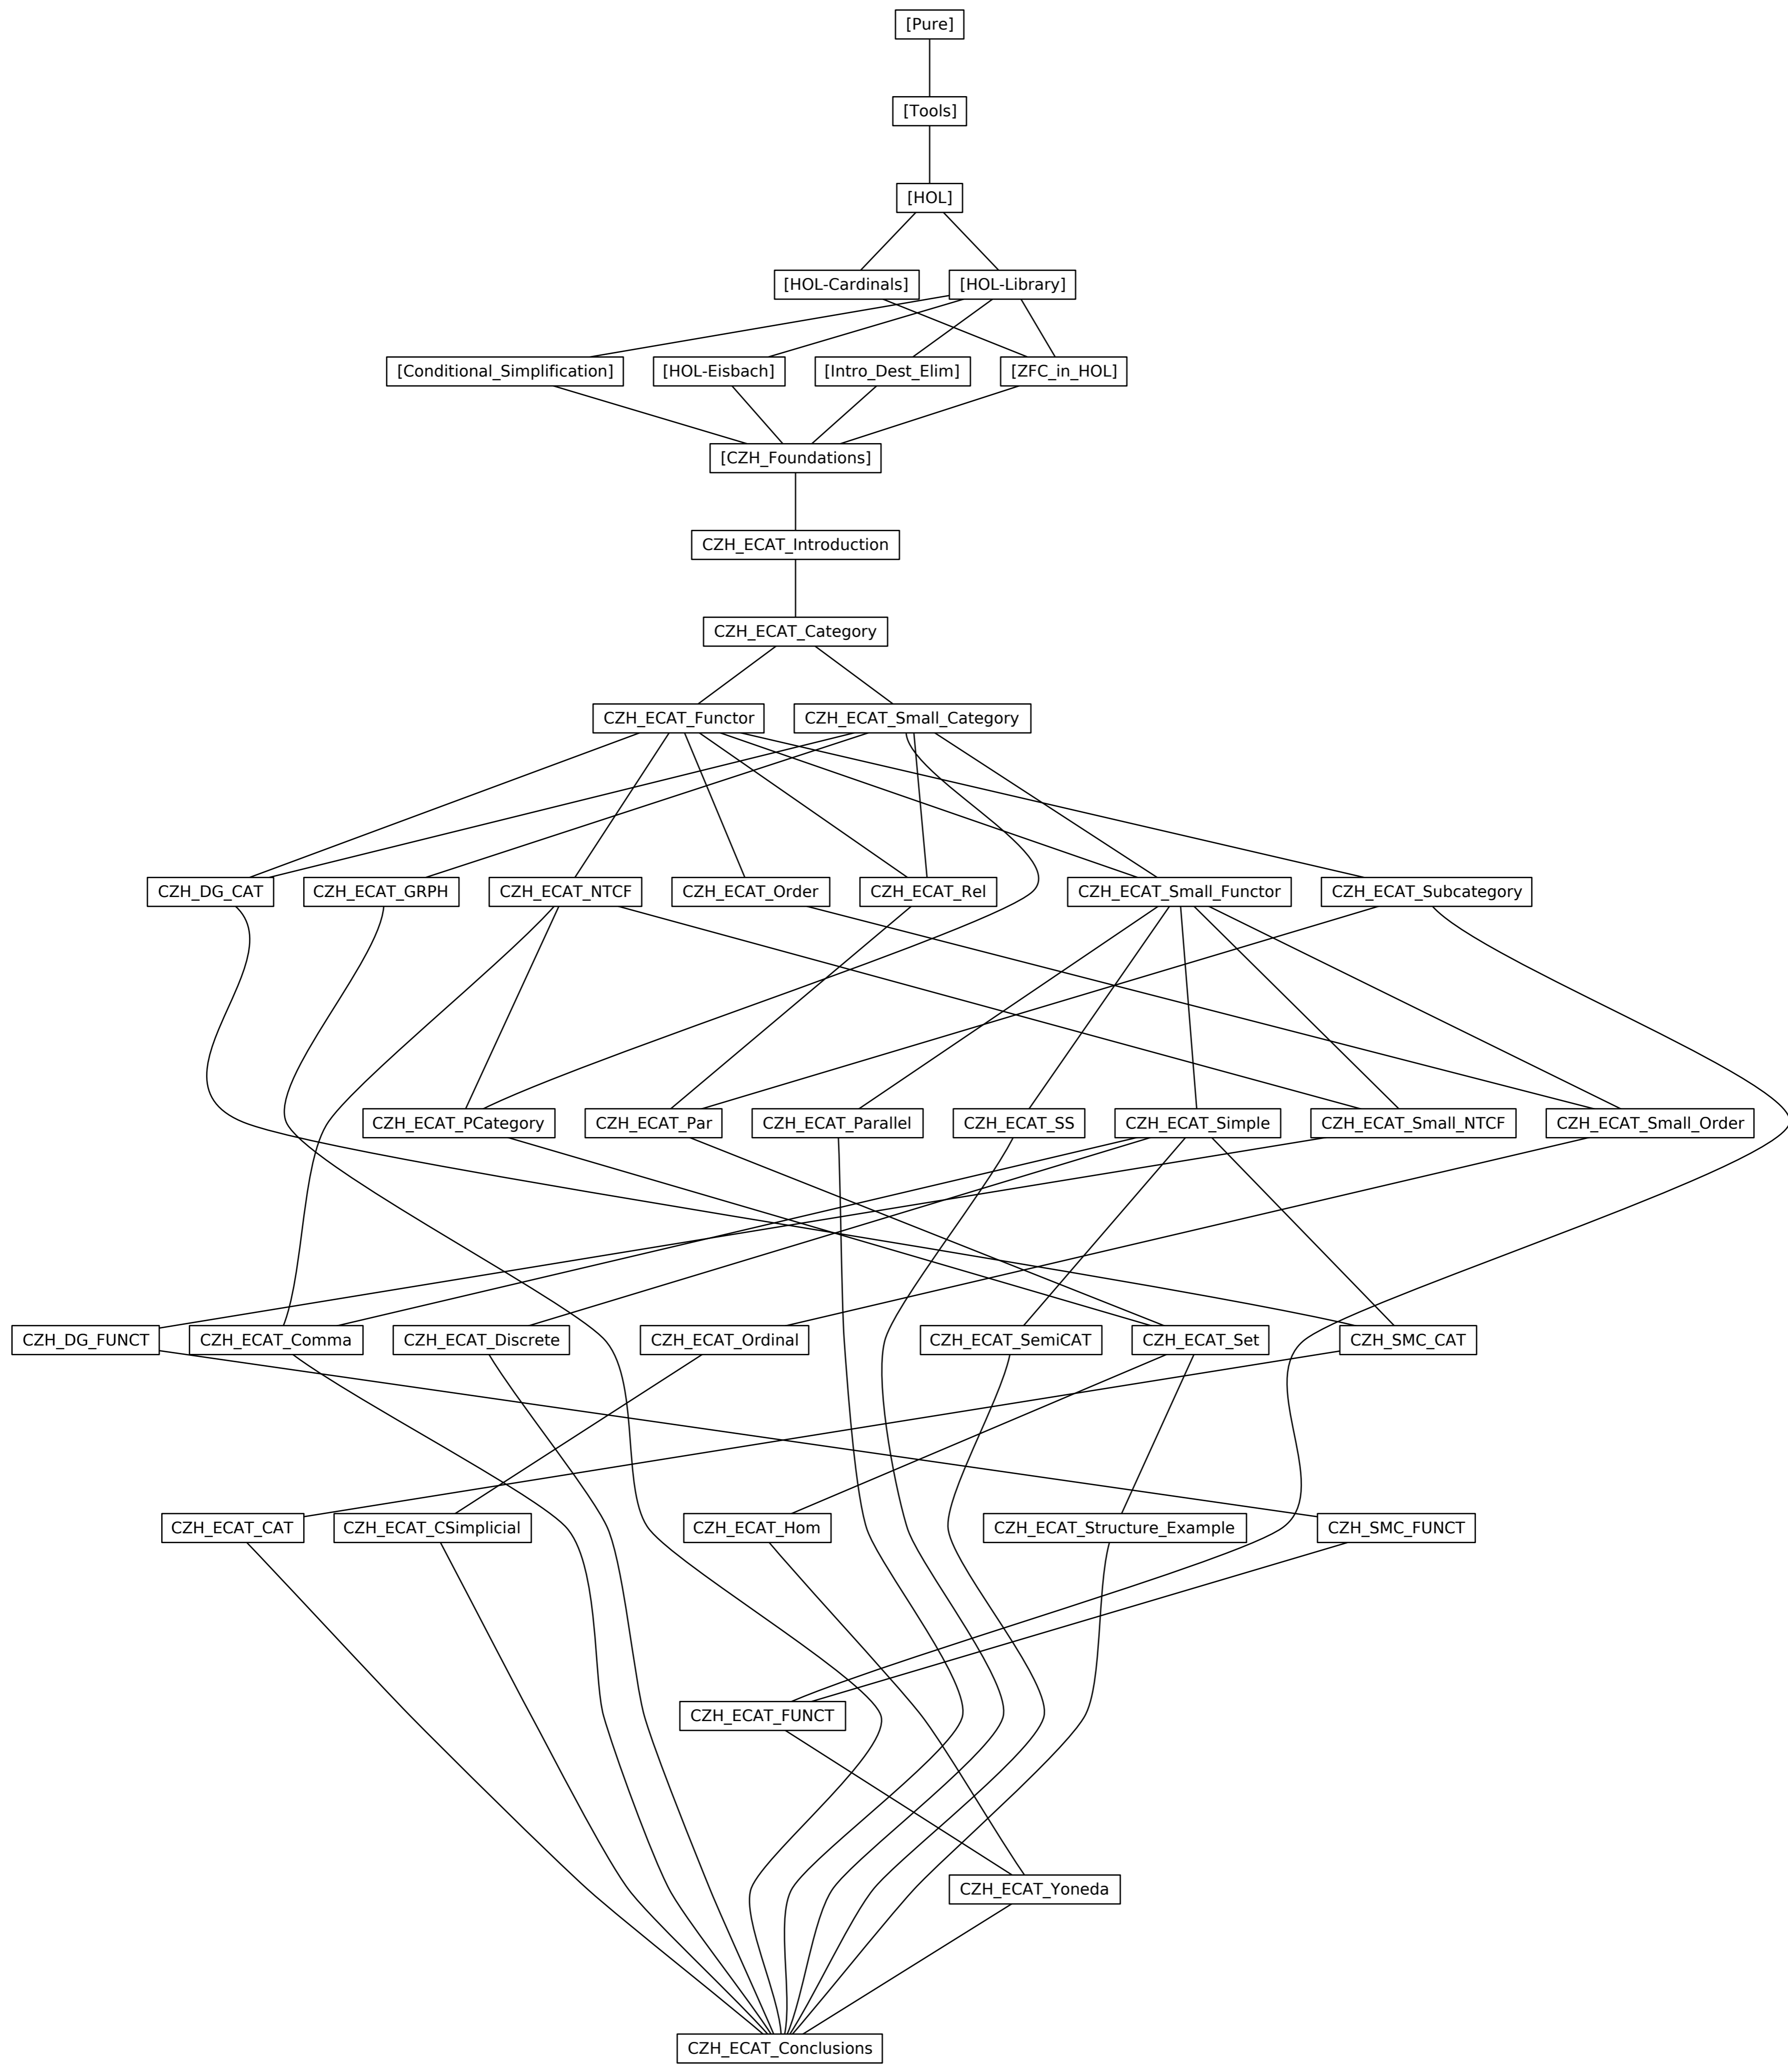 [Pure]
[Tools]
[HOL]
[HOL-Cardinals]
[HOL-Library]
[Conditional_Simplification]
[HOL-Eisbach]
[Intro_Dest_Elim]
[ZFC_in_HOL]
[CZH_Foundations]
CZH_ECAT_Introduction
CZH_ECAT_Category
CZH_ECAT_Functor
CZH_ECAT_Small_Category
CZH_DG_CAT
CZH_ECAT_GRPH
CZH_ECAT_NTCF
CZH_ECAT_Order
CZH_ECAT_Rel
CZH_ECAT_Small_Functor
CZH_ECAT_Subcategory
CZH_ECAT_PCategory
CZH_ECAT_Par
CZH_ECAT_Parallel
CZH_ECAT_SS
CZH_ECAT_Simple
CZH_ECAT_Small_NTCF
CZH_ECAT_Small_Order
CZH_DG_FUNCT
CZH_ECAT_Comma
CZH_ECAT_Discrete
CZH_ECAT_Ordinal
CZH_ECAT_SemiCAT
CZH_ECAT_Set
CZH_SMC_CAT
CZH_ECAT_CAT
CZH_ECAT_CSimplicial
CZH_ECAT_Hom
CZH_ECAT_Structure_Example
CZH_SMC_FUNCT
CZH_ECAT_FUNCT
CZH_ECAT_Yoneda
CZH_ECAT_Conclusions